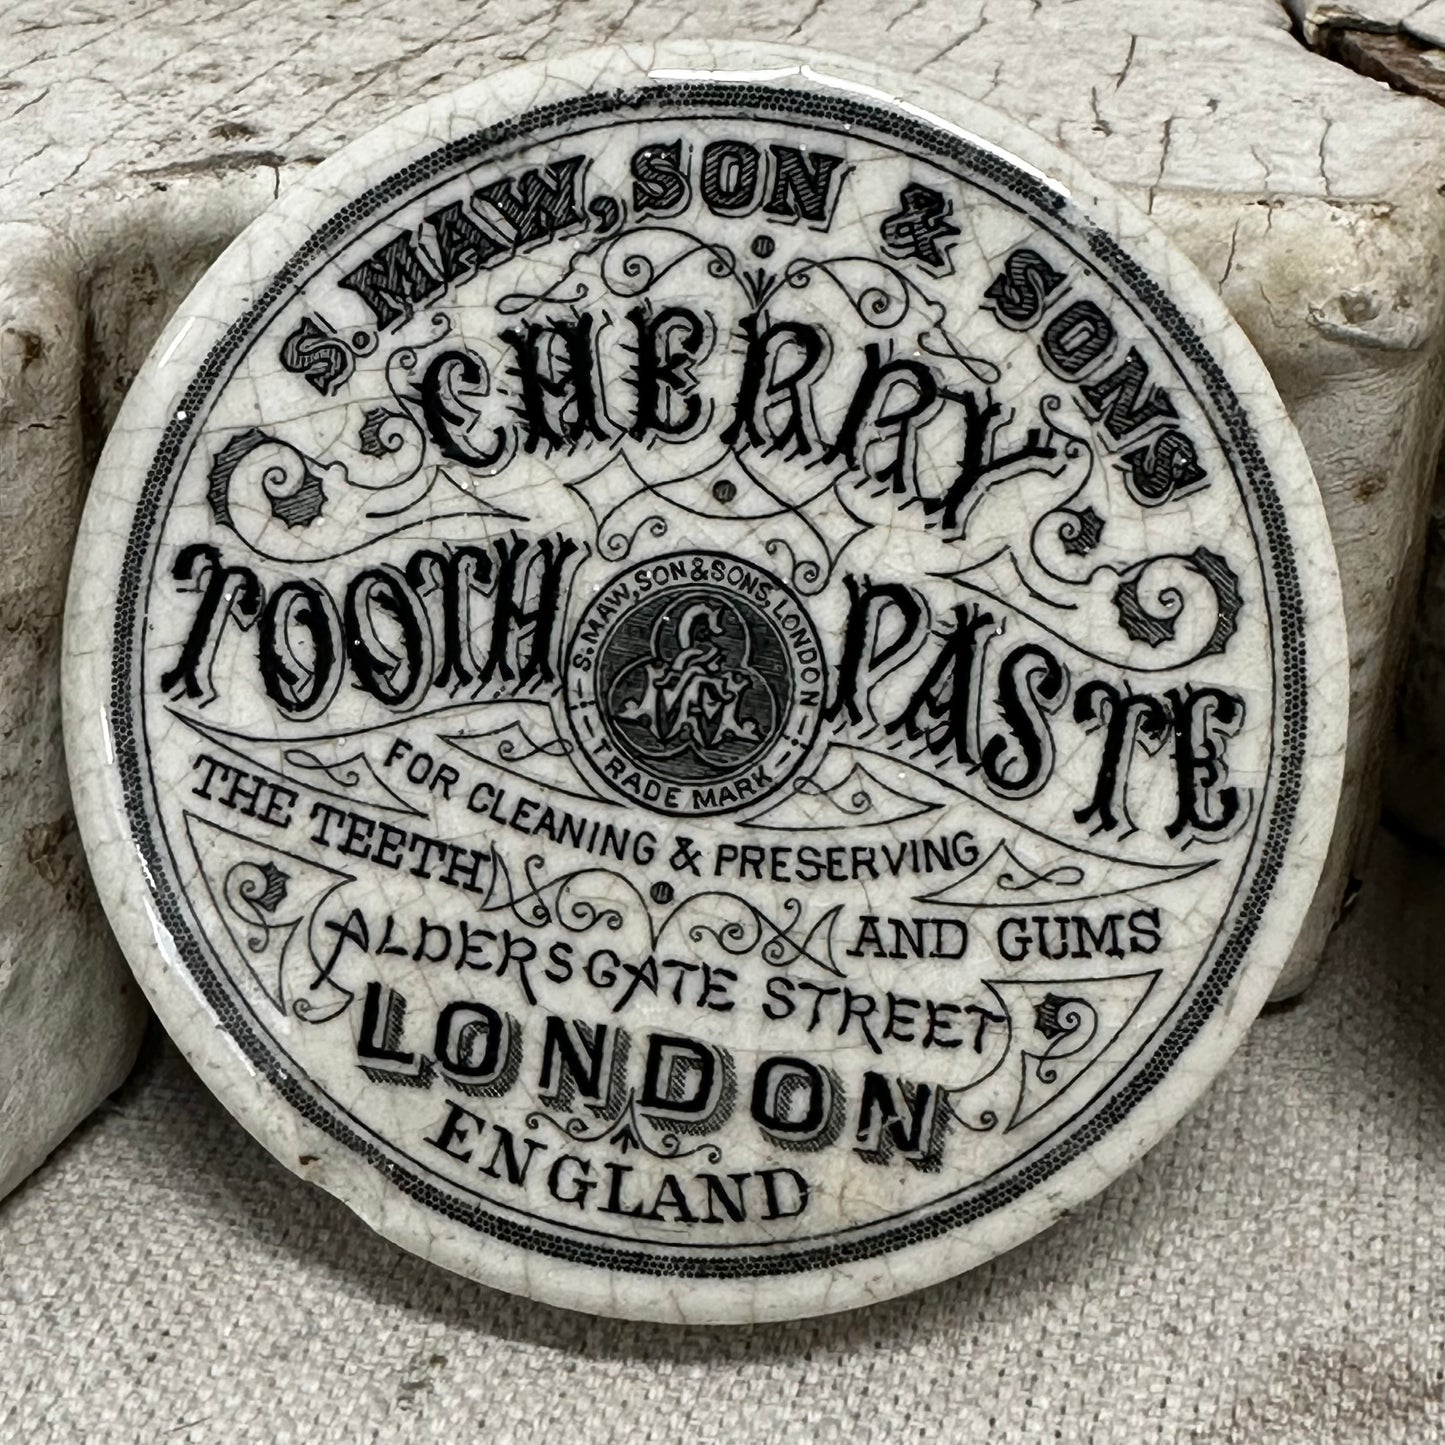 S. MAW, SON & SONS
CHERRY
TOOTH PASTE
S. MAW, SON & SONS, LONDON
TRADE MARK
FOR CLEANING & PRESERVING
THE TEETH AND GUMS
ALDERSGATE STREET
LONDON
ENGLAND